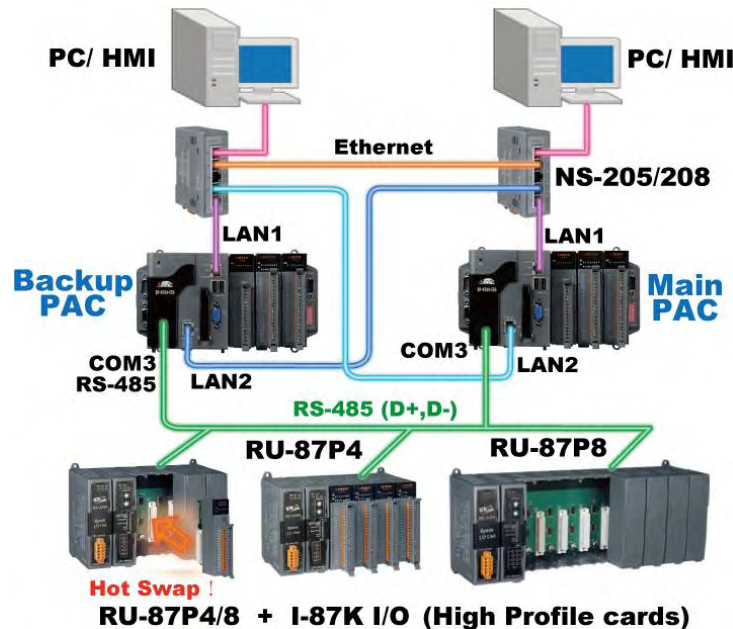 PC/ HMI
PC/ HMI
Ethernet
NS-205/208
LAN1
LAN1
Backup
PAC
Main
PAC
COM3
RS-485
LAN2
COM3
LAN2
RS-485 (D+,D-)
RU-87P4
RU-87P8
Hot Swap !
RU-87P4/8 + I-87K I/O (High Profile cards)